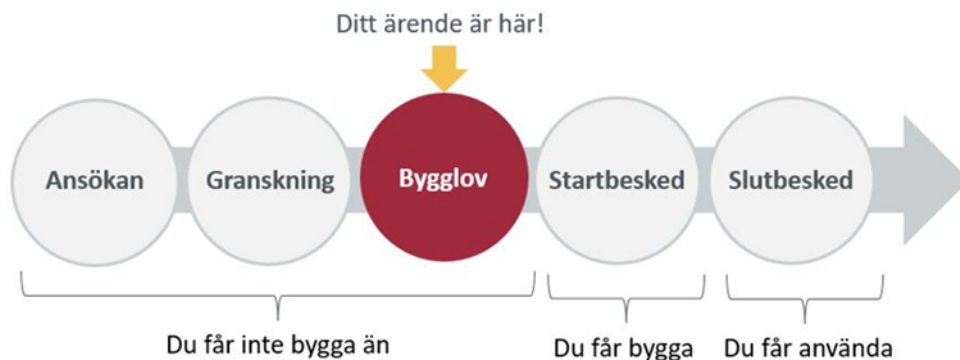 Ditt ärende är här!
Ansökan
Granskning
Bygglov
Startbesked
Slutbesked
Du får inte bygga än
Du får bygga
Du får använda